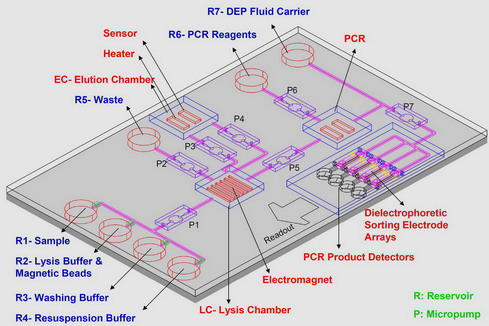 R7- DEP Fluid Carrier
Sensor
R6- PCR Reagents
PCR
Heater
EC- Elution Chamber
R5- Waste
P6
P7
P4
P3
P5
P2
P1
Readout
R1- Sample
R2- Lysis Buffer &
Magnetic Beads
R3- Washing Buffer
R4- Resuspension Buffer
LC- Lysis Chamber
Electromagnet
PCR Product Detectors
Dielectrophoretic
Sorting Electrode
Arrays
R: Reservoir
P: Micropump